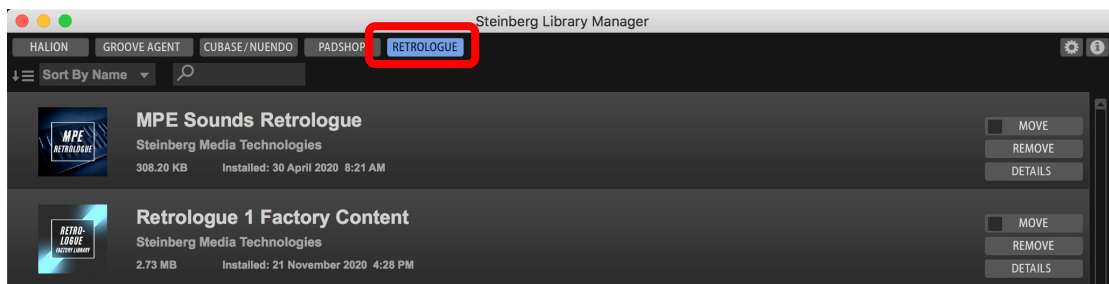 Steinberg Library Manager
HALION GROOVE AGENT CUBASE/NUENDO PADSHOP RETROLOGUE
Sort By Name
MPE RETROLOGUE
MPE Sounds Retrologue
Steinberg Media Technologies
308.20 KB Installed: 30 April 2020 8:21 AM
MOVE
REMOVE
DETAILS
RETRO-
LOGUE
FACTORY LIBRARY
Retrologue 1 Factory Content
Steinberg Media Technologies
2.73 MB Installed: 21 November 2020 4:28 PM
MOVE
REMOVE
DETAILS